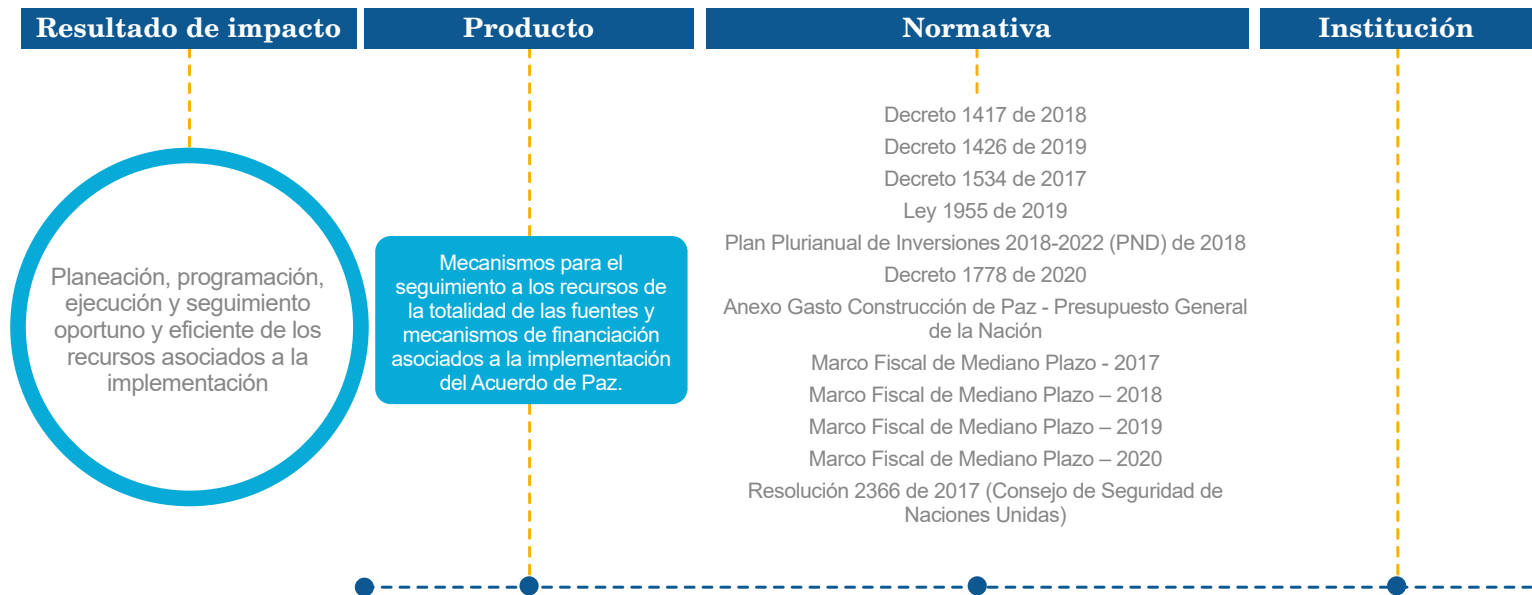 Resultado de impacto
Producto
Normativa
Institución
Planeación, programación,
ejecución y seguimiento
oportuno y eficiente de los
recursos asociados a la
implementación
Mecanismos para el
seguimiento a los recursos de
la totalidad de las fuentes y
mecanismos de financiación
asociados a la implementación
del Acuerdo de Paz.
Decreto 1417 de 2018
Decreto 1426 de 2019
Decreto 1534 de 2017
Ley 1955 de 2019
Plan Plurianual de Inversiones 2018-2022 (PND) de 2018
Decreto 1778 de 2020
Anexo Gasto Construcción de Paz - Presupuesto General
de la Nación
Marco Fiscal de Mediano Plazo - 2017
Marco Fiscal de Mediano Plazo – 2018
Marco Fiscal de Mediano Plazo – 2019
Marco Fiscal de Mediano Plazo – 2020
Resolución 2366 de 2017 (Consejo de Seguridad de
Naciones Unidas)